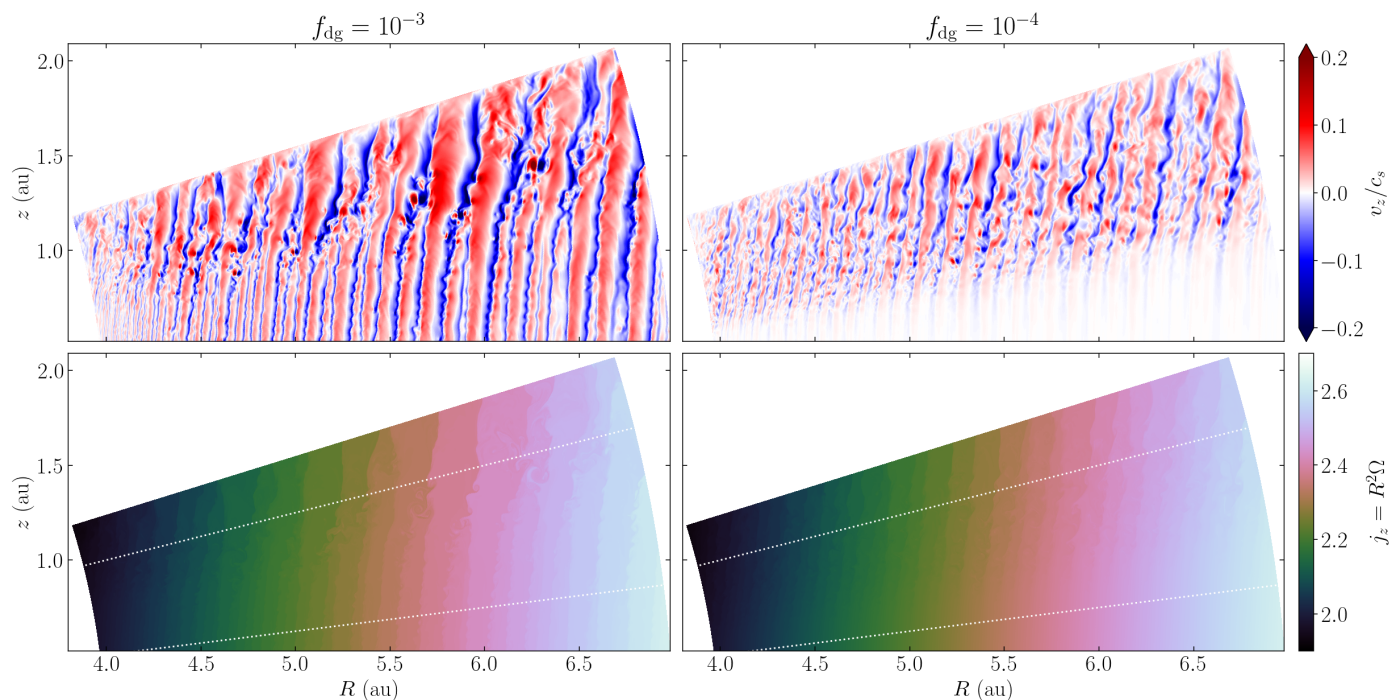 f_dg = 10⁻³
f_dg = 10⁻⁴
2.0
1.5
1.0
z (au)
0.2
0.1
0.0
−0.1
−0.2
v_z/c_s
2.0
1.5
1.0
z (au)
4.0 4.5 5.0 5.5 6.0 6.5
R (au)
4.0 4.5 5.0 5.5 6.0 6.5
R (au)
2.6
2.4
2.2
2.0
j_z = R²Ω